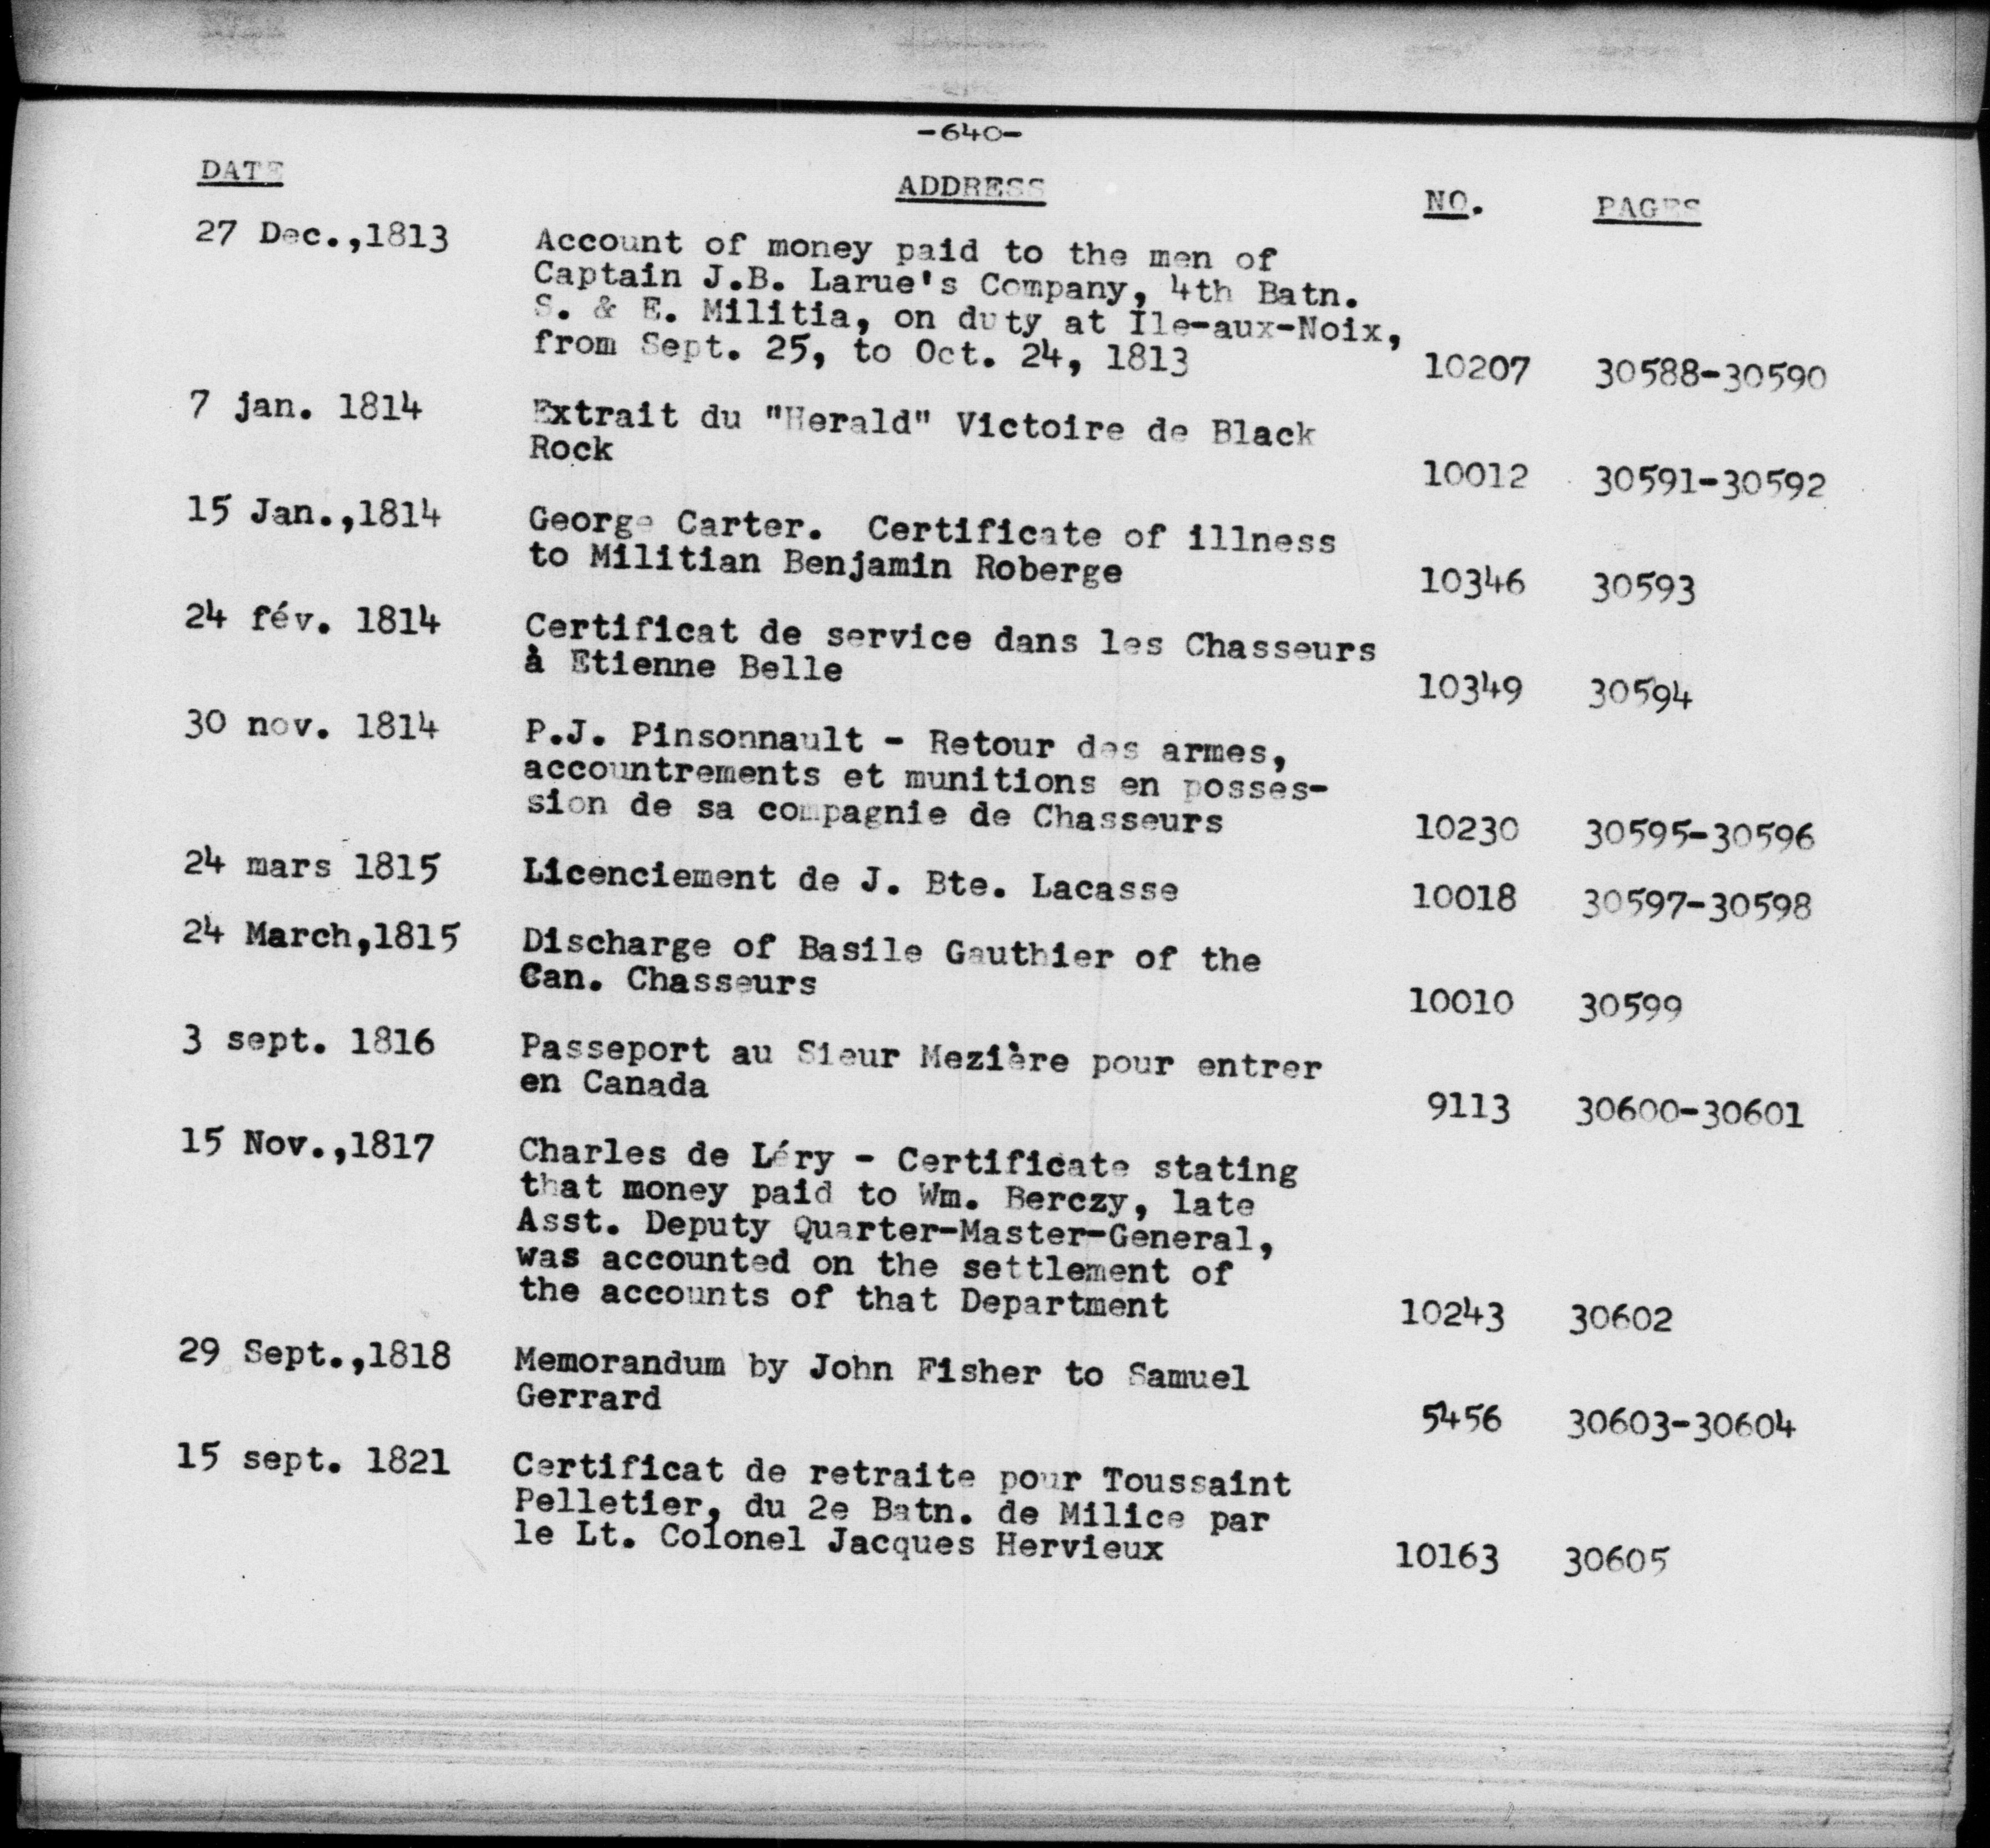 -640-
DATE ADDRESS NO. PAGES
27 Dec.,1813 Account of money paid to the men of
Captain J.B. Larue's Company, 4th Batn.
S. & E. Militia, on duty at Ile-aux-Noix,
from Sept. 25, to Oct. 24, 1813 10207 30588-30590
7 jan. 1814 Extrait du "Herald" Victoire de Black
Rock 10012 30591-30592
15 Jan.,1814 George Carter. Certificate of illness
to Militian Benjamin Roberge 10346 30593
24 fév. 1814 Certificat de service dans les Chasseurs
à Etienne Belle 10349 30594
30 nov. 1814 P.J. Pinsonnault - Retour des armes,
accountrements et munitions en posses-
sion de sa compagnie de Chasseurs 10230 30595-30596
24 mars 1815 Licenciement de J. Bte. Lacasse 10018 30597-30598
24 March,1815 Discharge of Basile Gauthier of the
Can. Chasseurs 10010 30599
3 sept. 1816 Passeport au Sieur Mezière pour entrer
en Canada 9113 30600-30601
15 Nov.,1817 Charles de Léry - Certificate stating
that money paid to Wm. Berczy, late
Asst. Deputy Quarter-Master-General,
was accounted on the settlement of
the accounts of that Department 10243 30602
29 Sept.,1818 Memorandum by John Fisher to Samuel
Gerrard 5456 30603-30604
15 sept. 1821 Certificat de retraite pour Toussaint
Pelletier, du 2e Batn. de Milice par
le Lt. Colonel Jacques Hervieux 10163 30605